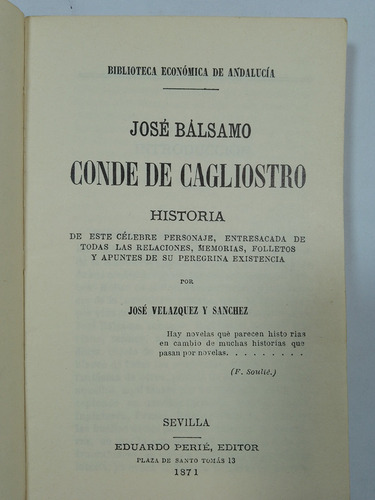 BIBLIOTECA ECONÓMICA DE ANDALUCÍA
JOSÉ BÁLSAMO
CONDE DE CAGLIOSTRO
HISTORIA
DE ESTE CÉLEBRE PERSONAJE, ENTRESACADA DE
TODAS LAS RELACIONES, MEMORIAS, FOLLETOS
Y APUNTES DE SU PEREGRINA EXISTENCIA
POR
JOSÉ VELAZQUEZ Y SANCHEZ
Hay novelas qué parecen histo rias
en cambio de muchas historias que
pasan por novelas. . . . . . . . .
(F. Soulié.)
SEVILLA
EDUARDO PERIÉ, EDITOR
PLAZA DE SANTO TOMÁS 13
1871